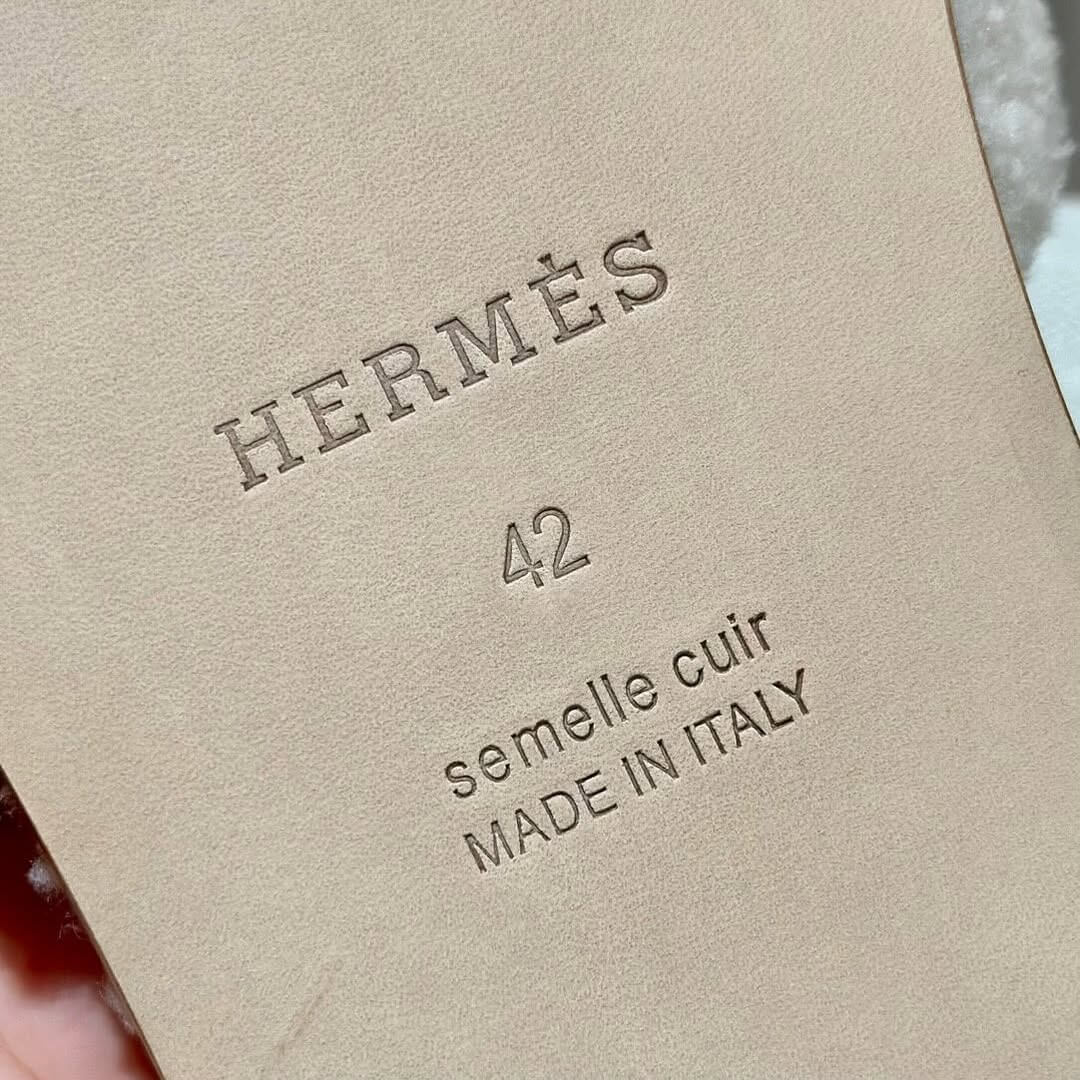 HERMÈS
42
semelle cuir
MADE IN ITALY